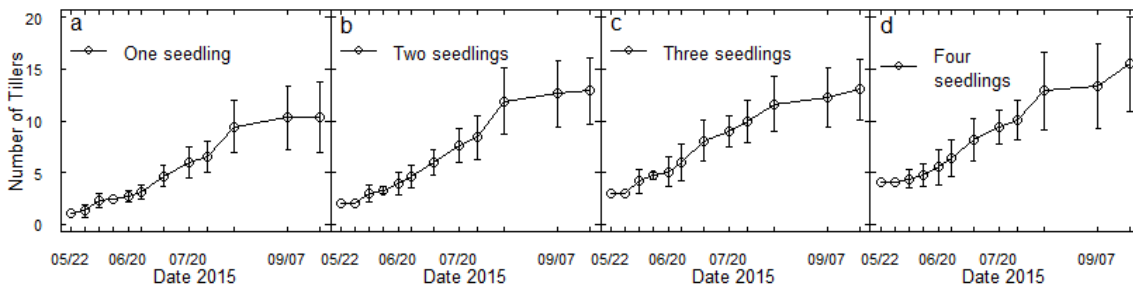 20
15
10
5
0
Number of Tillers
a
One seedling
b
Two seedlings
c
Three seedlings
d
Four
seedlings
05/22 06/20 07/20 09/07
05/22 06/20 07/20 09/07
05/22 06/20 07/20 09/07
05/22 06/20 07/20 09/07
Date 2015
Date 2015
Date 2015
Date 2015